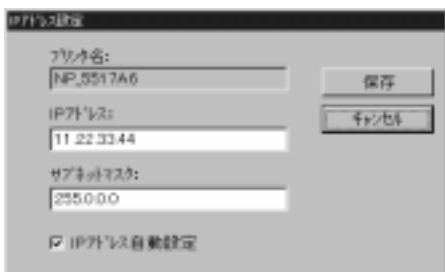 IPアドレス設定
プリンタ名:
NP_5517A6
保存
IPアドレス:
キャンセル
11.22.33.44
サブネットマスク:
255.0.0.0
IPアドレス自動設定